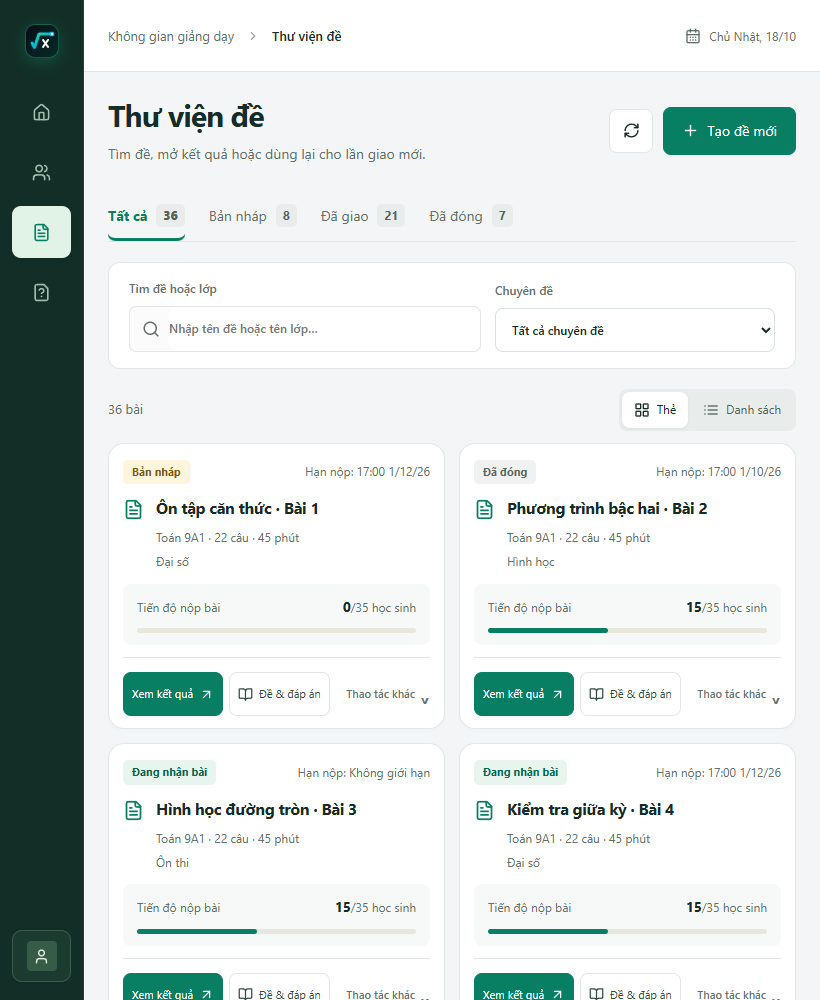 √x
Không gian giảng dạy > Thư viện đề
Chủ Nhật, 18/10
Thư viện đề
Tìm đề, mở kết quả hoặc dùng lại cho lần giao mới.
+ Tạo đề mới
Tất cả 36 Bản nháp 8 Đã giao 21 Đã đóng 7
Tìm đề hoặc lớp
Nhập tên đề hoặc tên lớp...
Chuyên đề
Tất cả chuyên đề
36 bài
Thẻ Danh sách
Bản nháp Hạn nộp: 17:00 1/12/26
Ôn tập căn thức · Bài 1
Toán 9A1 · 22 câu · 45 phút
Đại số
Tiến độ nộp bài 0/35 học sinh
Xem kết quả Đề & đáp án Thao tác khác v
Đã đóng Hạn nộp: 17:00 1/10/26
Phương trình bậc hai · Bài 2
Toán 9A1 · 22 câu · 45 phút
Hình học
Tiến độ nộp bài 15/35 học sinh
Xem kết quả Đề & đáp án Thao tác khác v
Đang nhận bài Hạn nộp: Không giới hạn
Hình học đường tròn · Bài 3
Toán 9A1 · 22 câu · 45 phút
Ôn thi
Tiến độ nộp bài 15/35 học sinh
Xem kết quả Đề & đáp án Thao tác khác
Đang nhận bài Hạn nộp: 17:00 1/12/26
Kiểm tra giữa kỳ · Bài 4
Toán 9A1 · 22 câu · 45 phút
Đại số
Tiến độ nộp bài 15/35 học sinh
Xem kết quả Đề & đáp án Thao tác khác